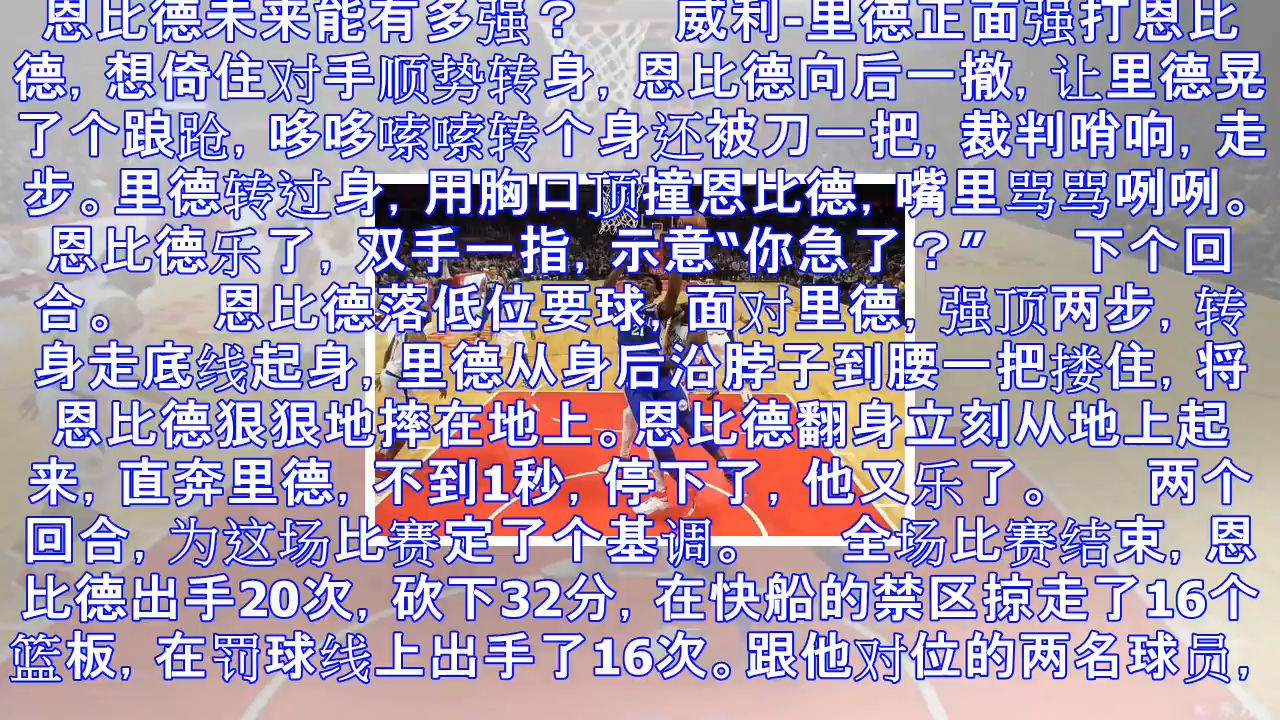 恩比德未来能有多强？ 威利-里德正面强打恩比
德, 想倚住对手顺势转身, 恩比德向后一撤, 让里德晃
了个踉跄, 哆哆嗦嗦转个身还被刀一把, 裁判哨响, 走
步。里德转过身, 用胸口顶撞恩比德, 嘴里骂骂咧咧。
恩比德乐了, 双手一指, 示意“你急了？” 下个回
合。 恩比德落低位要球, 面对里德, 强顶两步, 转
身走底线起身, 里德从身后沿脖子到腰一把搂住, 将
恩比德狠狠地摔在地上。恩比德翻身立刻从地上起
来, 直奔里德, 不到1秒, 停下了, 他又乐了。 两个
回合, 为这场比赛定了个基调。 全场比赛结束, 恩
比德出手20次, 砍下32分, 在快船的禁区掠走了16个
篮板, 在罚球线上出手了16次。跟他对位的两名球员,